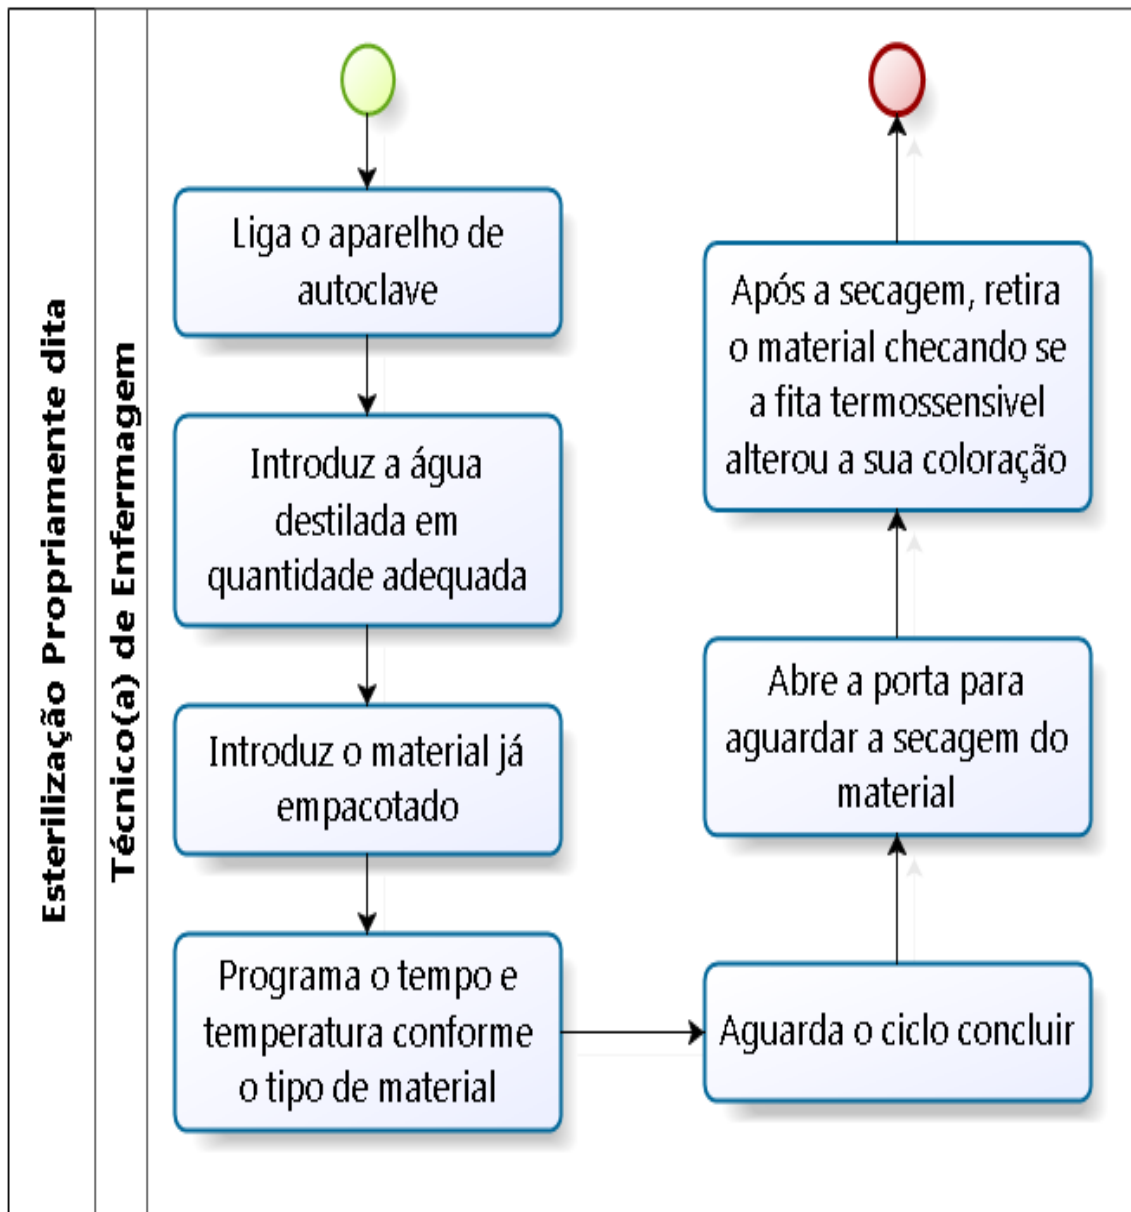 Esterilização Propriamente dita
Técnico(a) de Enfermagem
Liga o aparelho de
autoclave
Introduz a água
destilada em
quantidade adequada
Introduz o material já
empacotado
Programa o tempo e
temperatura conforme
o tipo de material
Aguarda o ciclo concluir
Abre a porta para
aguardar a secagem do
material
Após a secagem, retira
o material checando se
a fita termossensivel
alterou a sua coloração